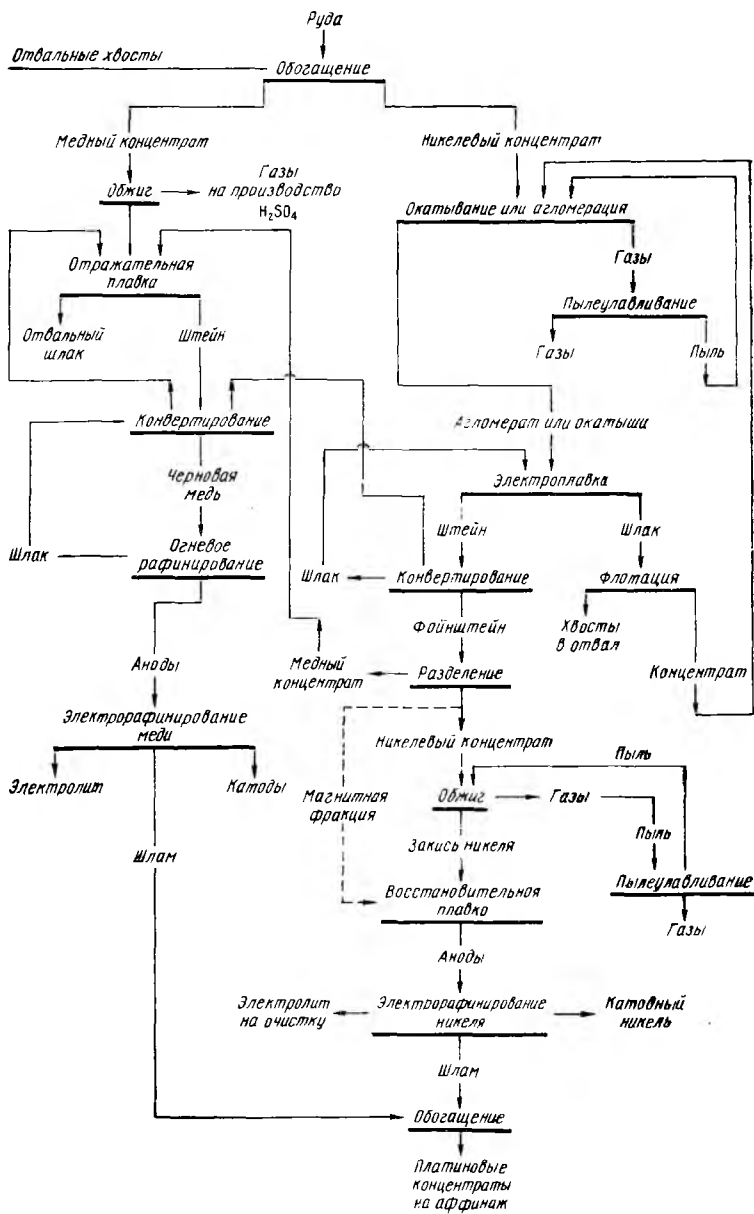 Руда
Отвальные хвосты
Обогащение
Медный концентрат
Никелевый концентрат
Газы
на производство
H₂SO₄
Обжиг
Окатывание или агломерация
Газы
Отражательная
плавка
Пылеулавливание
Отвальный
шлак
Штейн
Газы
Пыль
Конвертирование
Агломерат или окатыши
Черновая
медь
Электроплавка
Штейн
Шлак
Шлак
Огневое
рафинирование
Шлак
Конвертирование
Флотация
Файнштейн
Хвосты
в отвал
Аноды
Медный
концентрат
Разделение
Концентрат
Электрорафинирование
меди
Никелевый концентрат
Пыль
Электролит
Катоды
Магнитная
фракция
Обжиг
Газы
Пыль
Шлам
Закись никеля
Восстановительная
плавка
Пылеулавливание
Газы
Аноды
Электролит
на очистку
Электрорафинирование
никеля
Катовный
никель
Шлам
Обогащение
Платиновые
концентраты
на аффинаж